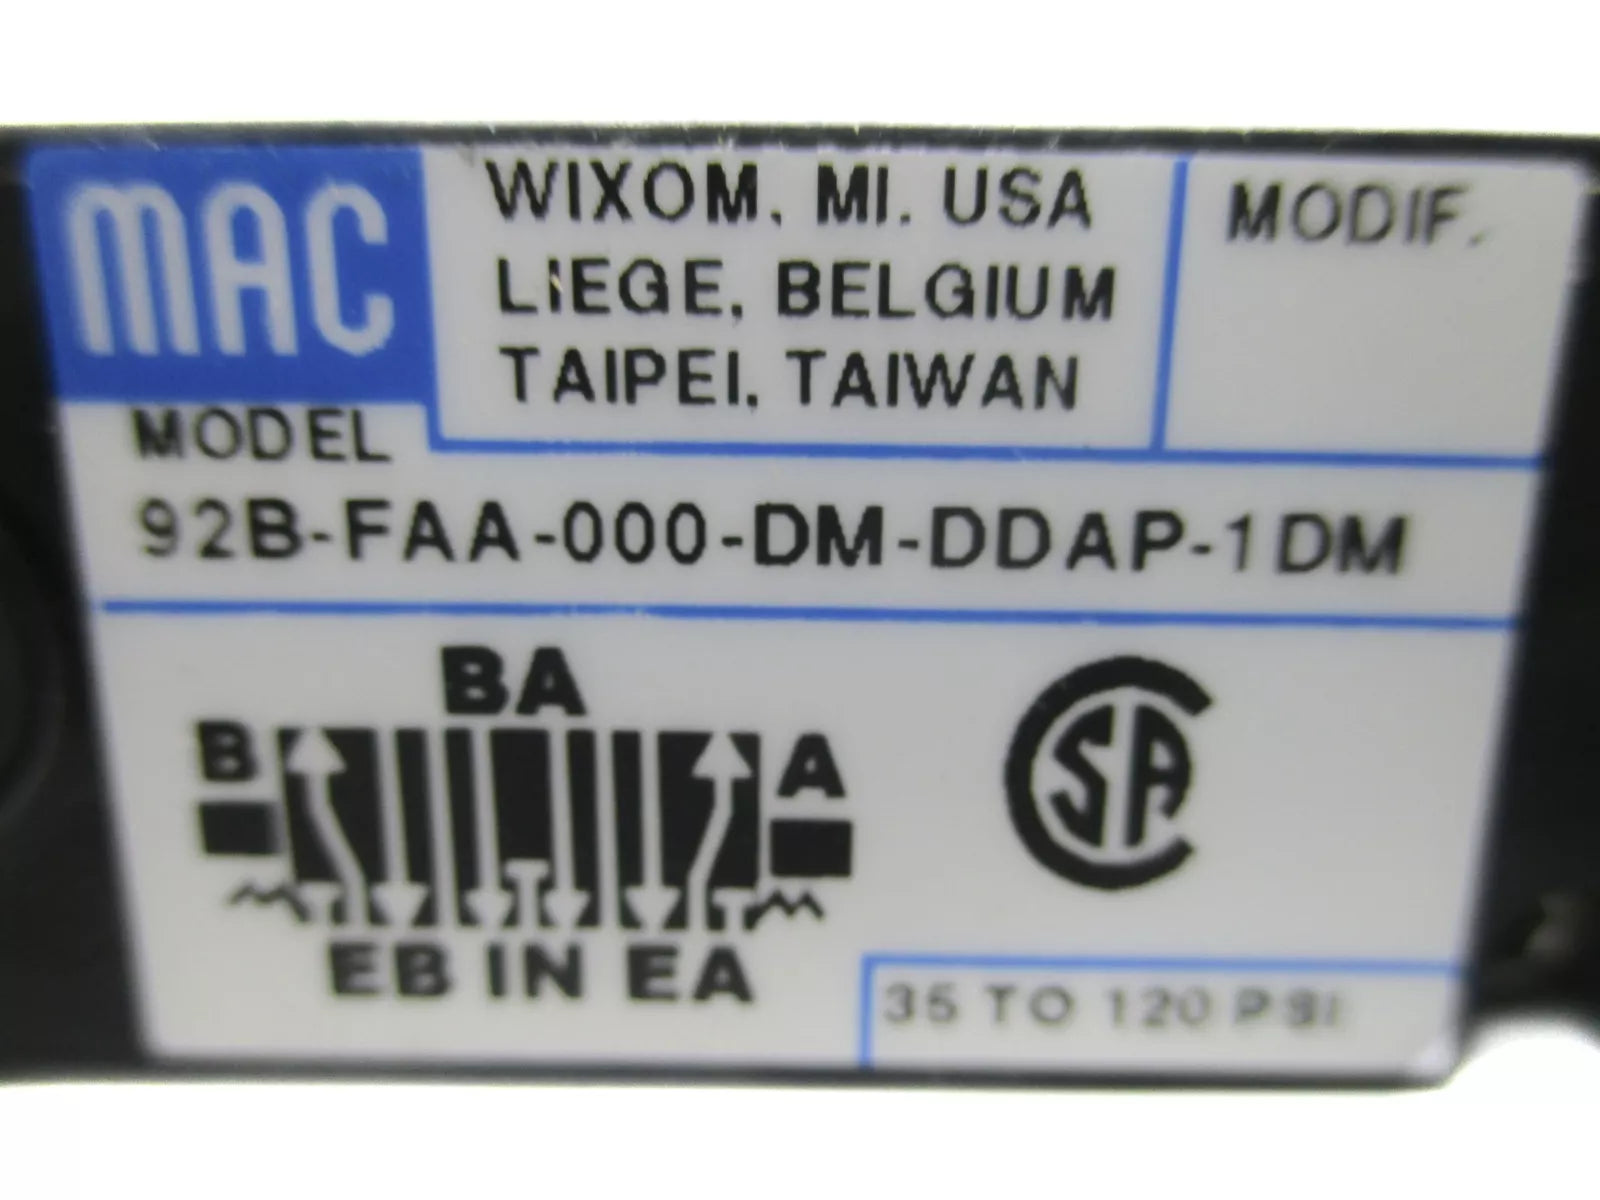 MAC
WIXOM, MI. USA
LIEGE, BELGIUM
TAIPEI, TAIWAN
MODIF.
MODEL
92B-FAA-000-DM-DDAP-1DM
BA
B
A
EB IN EA
CSA
35 TO 120 PSI